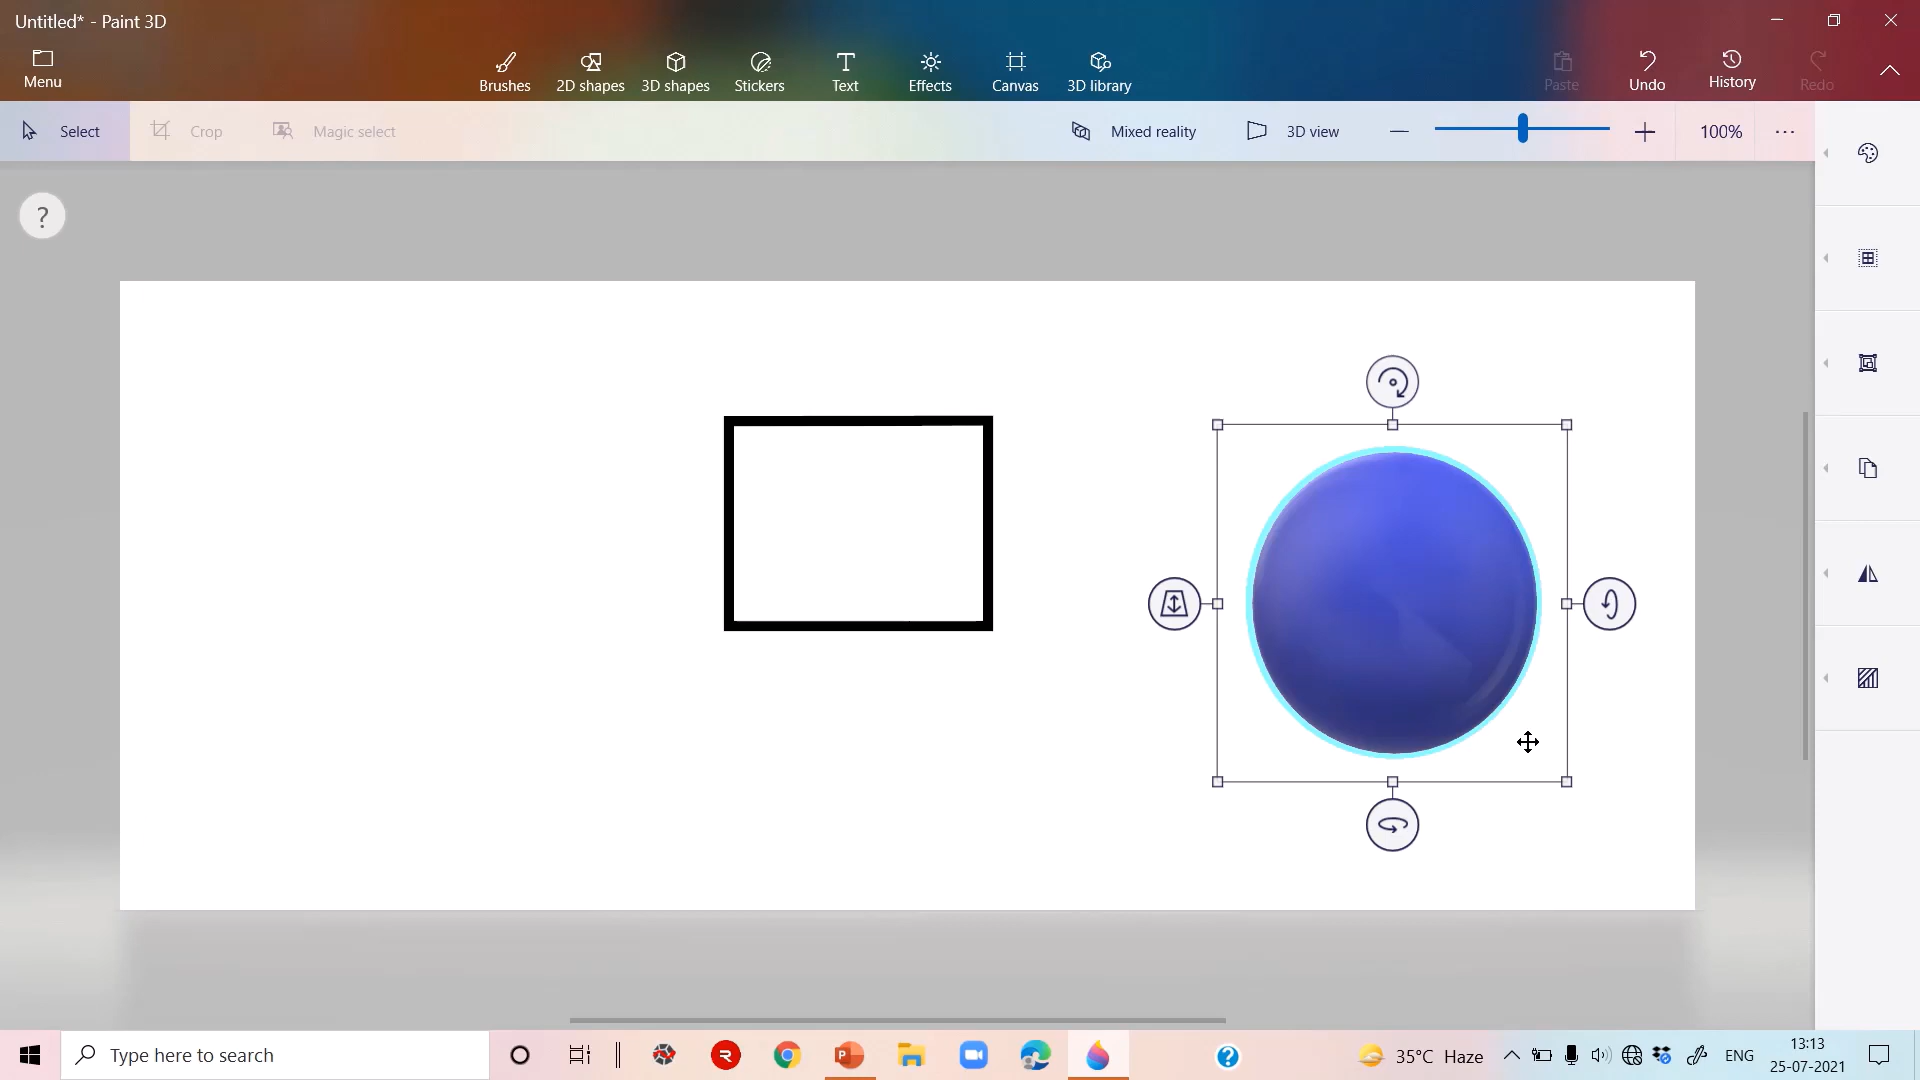 Untitled* - Paint 3D
Menu
Brushes 2D shapes 3D shapes Stickers Text Effects Canvas 3D library Paste Undo History Redo
Select Crop Magic select Mixed reality 3D view 100%
?
Type here to search
R
P
?
35°C Haze
ENG
13:13
25-07-2021